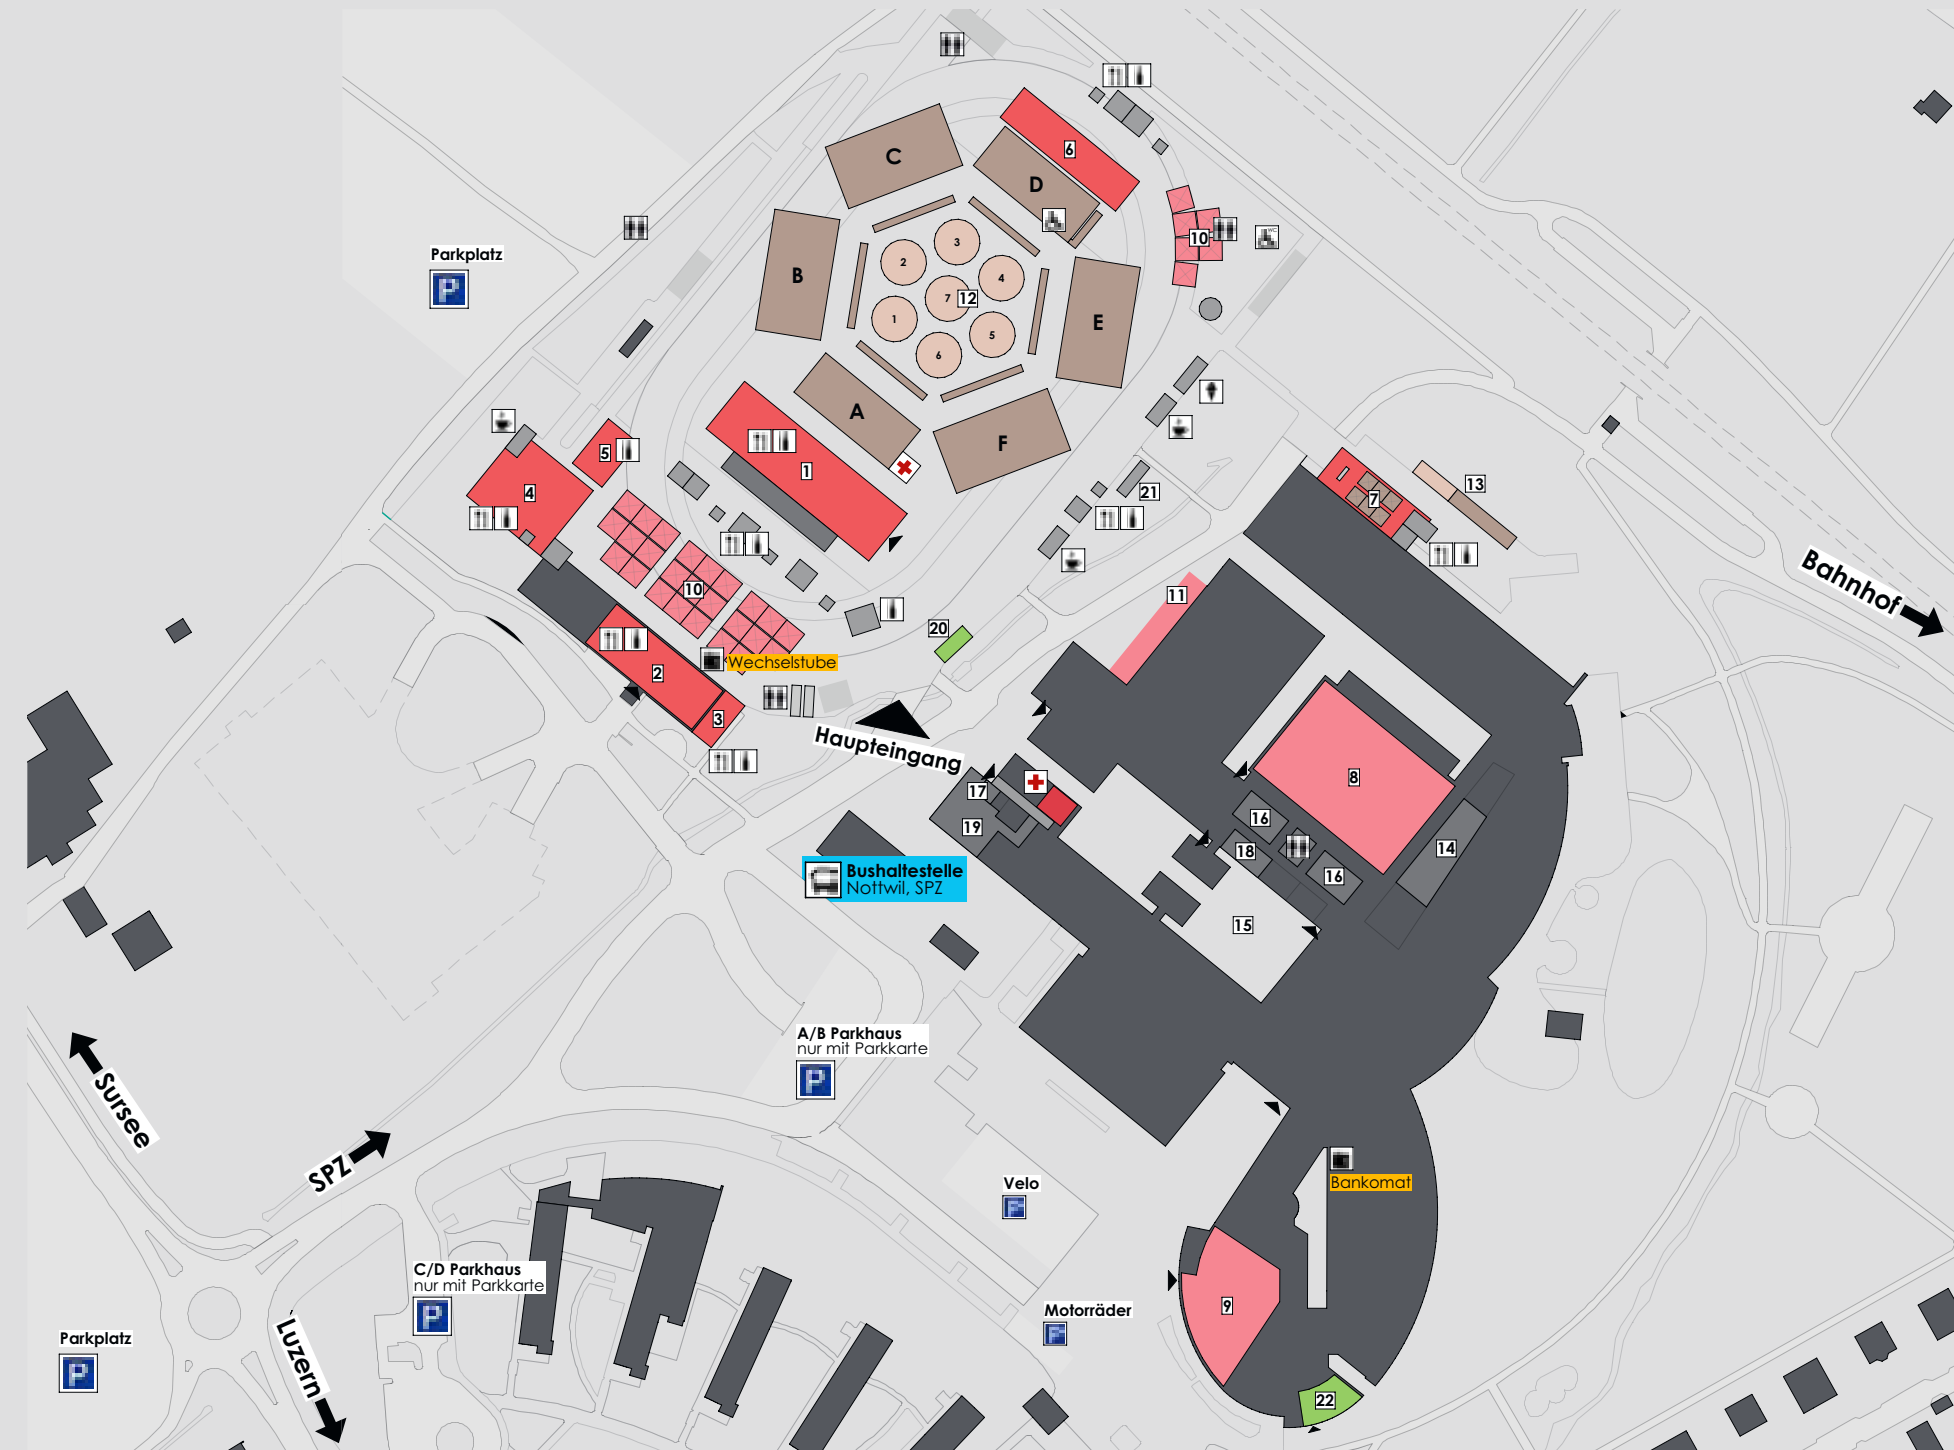 C
6
D
Parkplatz
P
B
3
2
4
7
12
1
5
6
10
E
A
F
5
4
1
21
7
13
10
11
20
Bahnhof
Wechselstube
2
3
Haupteingang
8
17
19
16
18
16
14
15
Bushaltestelle
Nottwil, SPZ
A/B Parkhaus
nur mit Parkkarte
P
Sursee
SPZ
Velo
P
Bankomat
C/D Parkhaus
nur mit Parkkarte
P
9
Motorräder
P
Parkplatz
P
Luzern
22